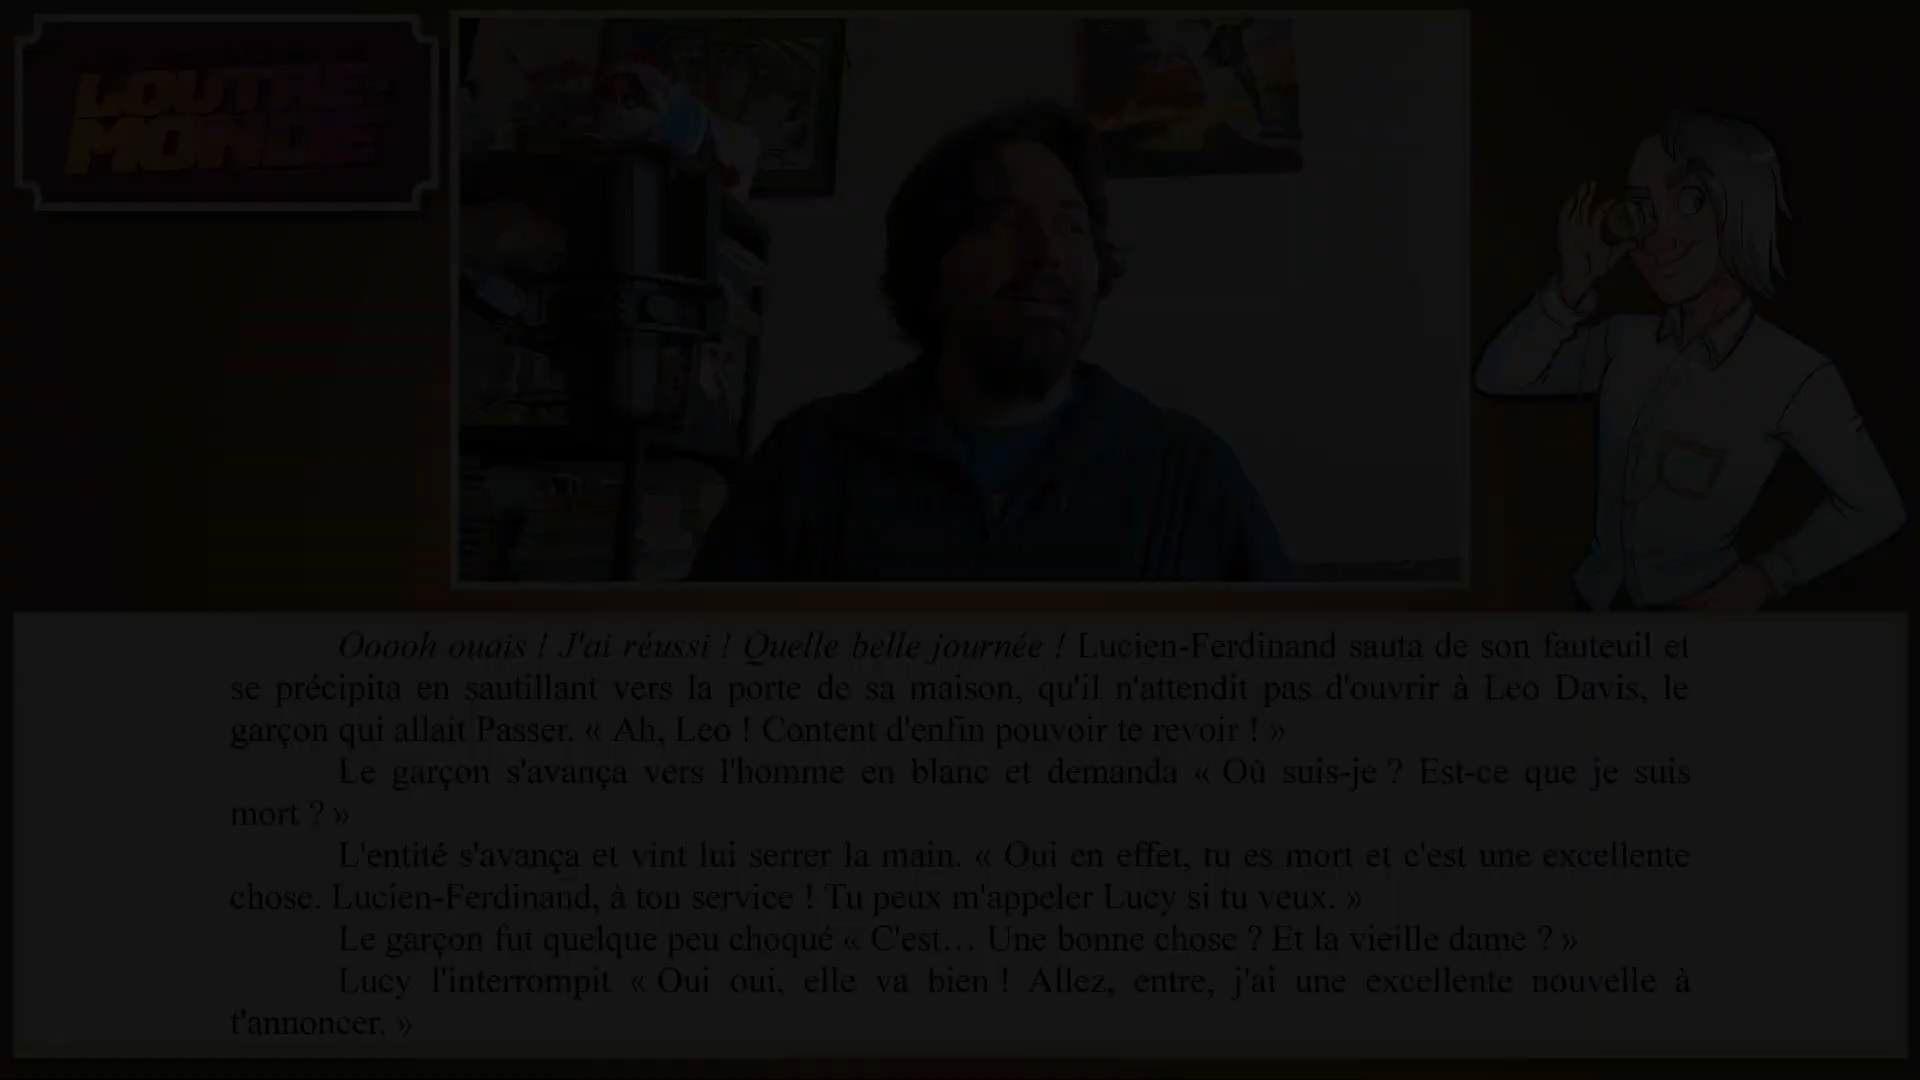 LOUTRE-
MONDE
Ooooh ouais ! J'ai réussi ! Quelle belle journée ! Lucien-Ferdinand sauta de son fauteuil et
se précipita en sautillant vers la porte de sa maison, qu'il n'attendit pas d'ouvrir à Leo Davis, le
garçon qui allait Passer. « Ah, Leo ! Content d'enfin pouvoir te revoir ! »
Le garçon s'avança vers l'homme en blanc et demanda « Où suis-je ? Est-ce que je suis
mort ? »
L'entité s'avança et vint lui serrer la main. « Oui en effet, tu es mort et c'est une excellente
chose. Lucien-Ferdinand, à ton service ! Tu peux m'appeler Lucy si tu veux. »
Le garçon fut quelque peu choqué « C'est… Une bonne chose ? Et la vieille dame ? »
Lucy l'interrompit « Oui oui, elle va bien ! Allez, entre, j'ai une excellente nouvelle à
t'annoncer. »